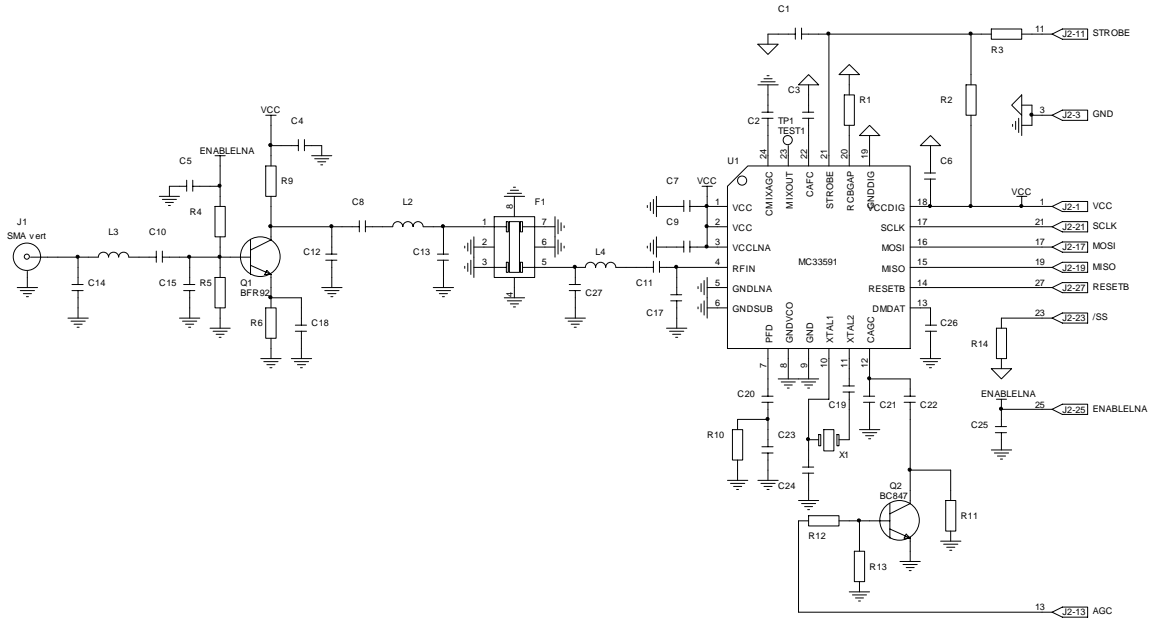 C1
11 J2-11 STROBE
R3
C3
R1
R2
3 J2-3 GND
VCC
C4
C2
TP1
TEST1
ENABLELNA
C5
24
23
22
21
20
19
C6
U1
R9
C7
VCC
CMIXAGC
MIXOUT
CAFC
STROBE
RCBGAP
GNDDIG
VCC
F1
8
R4
C8
L2
C9
1 VCC
VCCDIG 18
1 J2-1 VCC
J1
SMA vert
1
7
2 VCC
SCLK 17
21 J2-21 SCLK
L3
C10
2
6
3 VCCLNA
MOSI 16
17 J2-17 MOSI
C12
C13
3
5
L4
4 RFIN
MC33591
MISO 15
19 J2-19 MISO
C14
C15
R5
Q1
BFR92
4
C27
C11
5 GNDLNA
RESETB 14
27 J2-27 RESETB
C17
6 GNDSUB
DMDAT 13
23 J2-23 /SS
R6
C18
PFD
GNDVCO
GND
XTAL1
XTAL2
CAGC
C26
R14
7
8
9
10
11
12
C20
C19
C21
C22
ENABLELNA
25 J2-25 ENABLELNA
C25
R10
C23
X1
C24
Q2
BC847
R11
R12
R13
13 J2-13 AGC